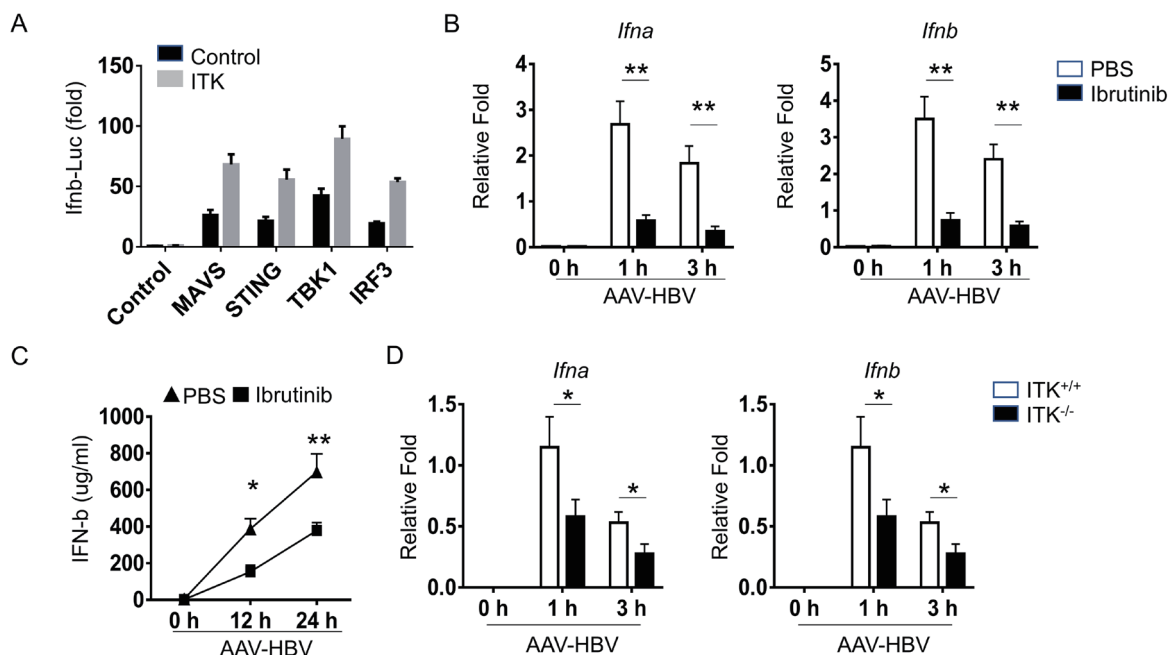 A
Control
ITK
Ifnb-Luc (fold)
150
100
50
0
Control
MAVS
STING
TBK1
IRF3
B
Ifna
Relative Fold
4
3
2
1
0
**
**
0 h 1 h 3 h
AAV-HBV
Ifnb
Relative Fold
5
4
3
2
1
0
**
**
0 h 1 h 3 h
AAV-HBV
PBS
Ibrutinib
C
PBS Ibrutinib
IFN-b (ug/ml)
1000
800
600
400
200
0
*
**
0 h 12 h 24 h
AAV-HBV
D
Ifna
Relative Fold
1.5
1.0
0.5
0.0
*
*
0 h 1 h 3 h
AAV-HBV
Ifnb
Relative Fold
1.5
1.0
0.5
0.0
*
*
0 h 1 h 3 h
AAV-HBV
ITK+/+
ITK-/-